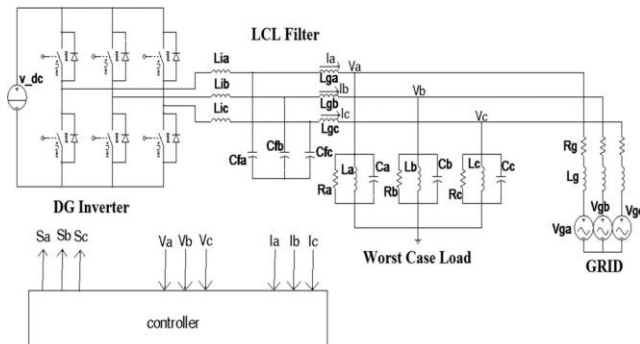 LCL Filter
v_dc
Lia
Lib
Lic
Ia
Lga
Ib
Lgb
Ic
Lgc
Va
Vb
Vc
Cfa
Cfb
Cfc
La
Ca
Ra
Lb
Cb
Rb
Lc
Cc
Rc
Rg
Lg
Vga
Vgb
DG Inverter
Worst Case Load
GRID
Sa
Sb
Sc
Va
Vb
Vc
Ia
Ib
Ic
controller